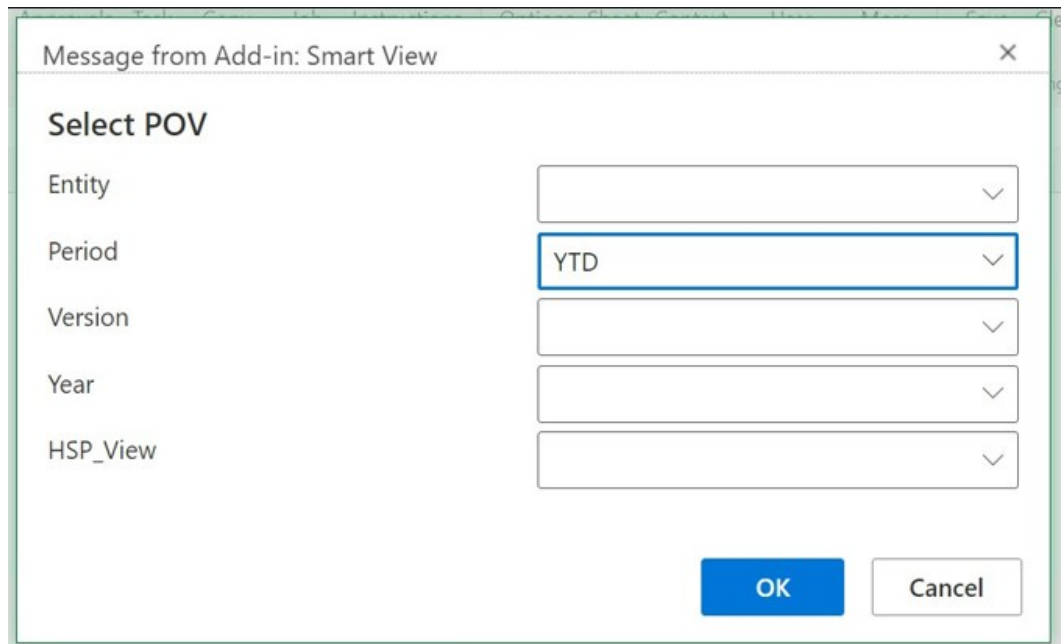 Message from Add-in: Smart View
Select POV
Entity
Period
YTD
Version
Year
HSP_View
OK
Cancel